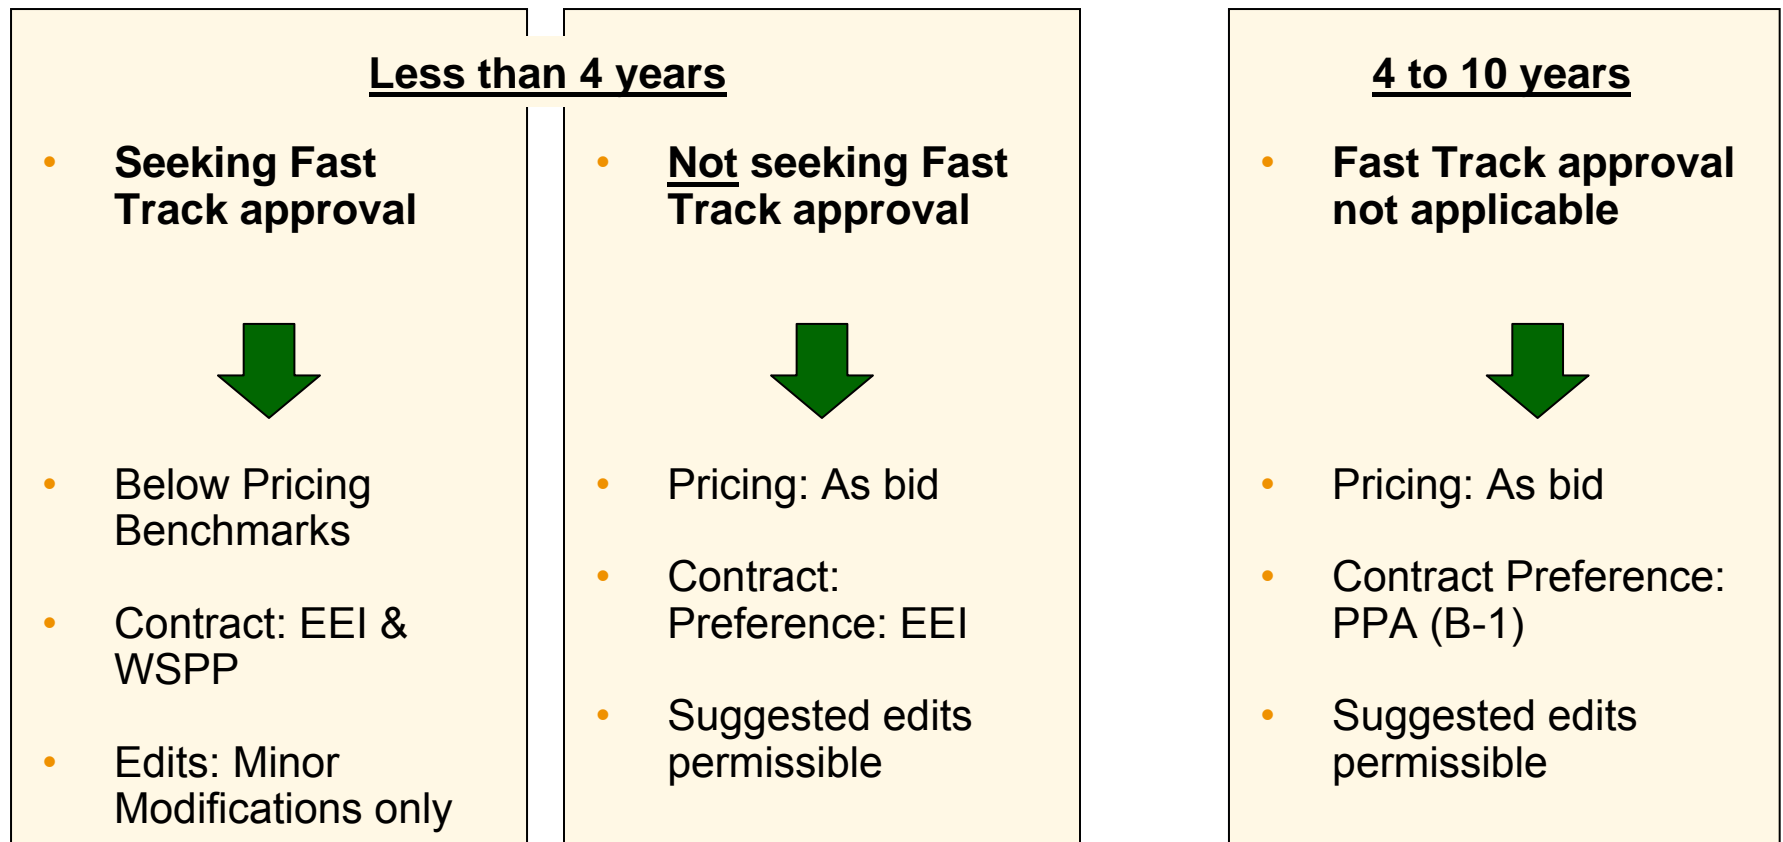 Less than 4 years
• Seeking Fast
Track approval
• Below Pricing
Benchmarks
• Contract: EEI &
WSPP
• Edits: Minor
Modifications only
• Not seeking Fast
Track approval
• Pricing: As bid
• Contract:
Preference: EEI
• Suggested edits
permissible
4 to 10 years
• Fast Track approval
not applicable
• Pricing: As bid
• Contract Preference:
PPA (B-1)
• Suggested edits
permissible